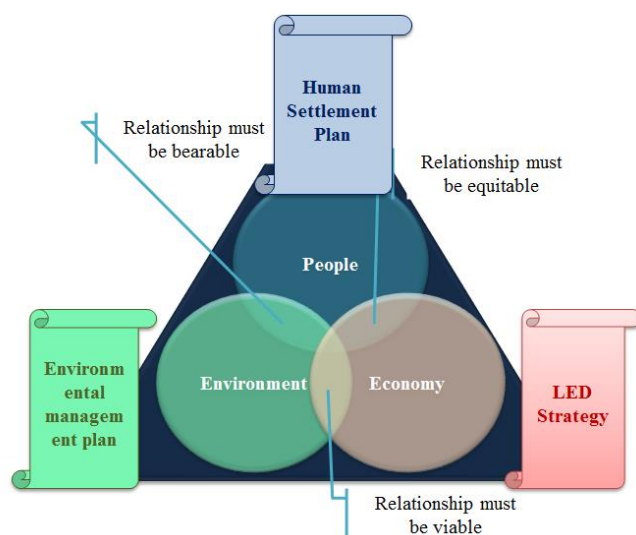 Human
Settlement
Plan
Relationship must
be bearable
Relationship must
be equitable
People
Environm
ental
managem
ent plan
Environment
Economy
LED
Strategy
Relationship must
be viable